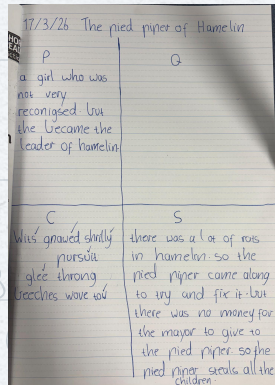 17/3/26 The pied piper of Hamelin
P
a girl who was
not very
reconigsed but
the became the
leader of hamelin
Q
C
Wits gnawed shrilly
pursuit
glee throng
beeches wove
S
there was a lot of rats
in hamelin. so the
pied piper came along
to try and fix it. but
there was no money for
the mayor to give to
the pied piper so the
pied piper steals all the
children.